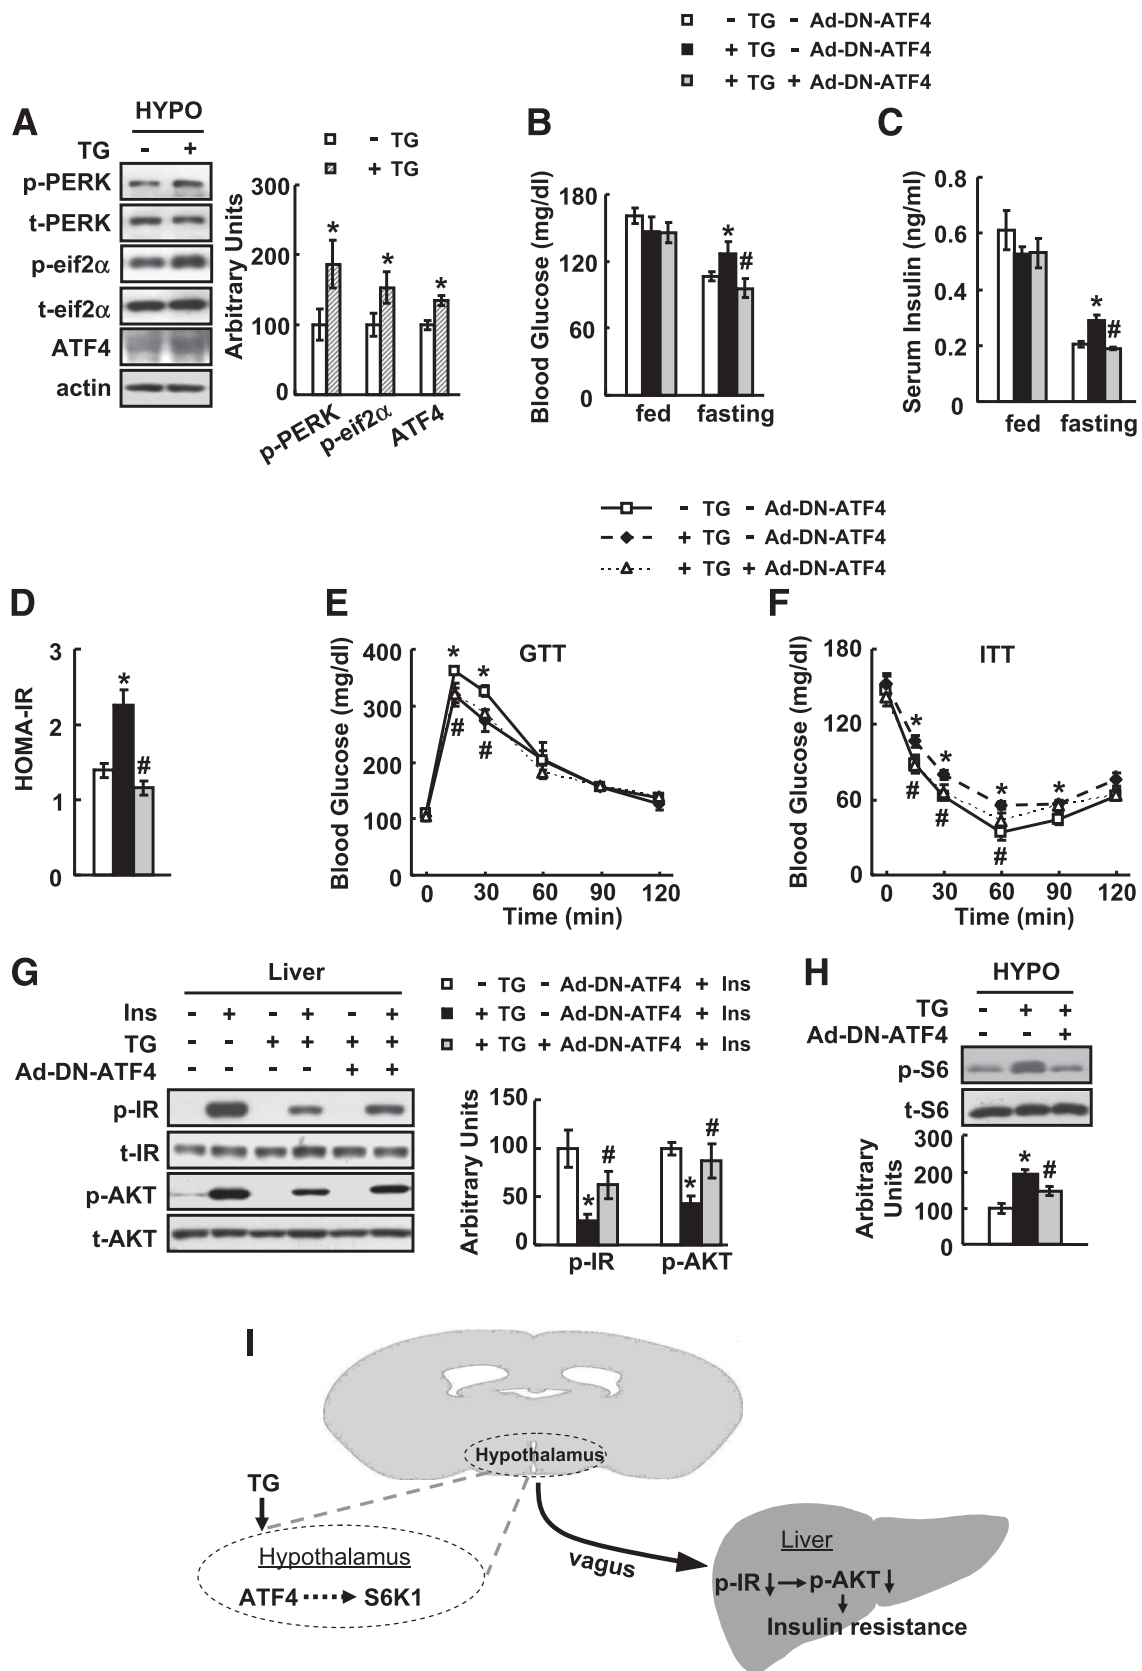 - TG - Ad-DN-ATF4
+ TG - Ad-DN-ATF4
+ TG + Ad-DN-ATF4
A
HYPO
TG - +
p-PERK
t-PERK
p-eif2α
t-eif2α
ATF4
actin
- TG
+ TG
Arbitrary Units
300
200
100
0
* * *
p-PERK p-eif2α ATF4
B
Blood Glucose (mg/dl)
180
120
60
0
* #
fed fasting
C
Serum Insulin (ng/ml)
0.8
0.6
0.4
0.2
0
* #
fed fasting
- TG - Ad-DN-ATF4
+ TG - Ad-DN-ATF4
+ TG + Ad-DN-ATF4
D
HOMA-IR
3
2
1
0
* #
E
GTT
Blood Glucose (mg/dl)
400
300
200
100
0
* *
# #
0 30 60 90 120
Time (min)
F
ITT
Blood Glucose (mg/dl)
180
120
60
0
* * * *
# # #
0 30 60 90 120
Time (min)
G
Liver
Ins - + - + - +
TG - - + + + +
Ad-DN-ATF4 - - - - + +
p-IR
t-IR
p-AKT
t-AKT
- TG - Ad-DN-ATF4 + Ins
+ TG - Ad-DN-ATF4 + Ins
+ TG + Ad-DN-ATF4 + Ins
Arbitrary Units
150
100
50
0
* # * #
p-IR p-AKT
H
HYPO
TG - + +
Ad-DN-ATF4 - - +
p-S6
t-S6
Arbitrary
Units
300
200
100
0
* #
I
Hypothalamus
TG
Hypothalamus
ATF4 S6K1
vagus
Liver
p-IR↓→p-AKT↓
↓
Insulin resistance